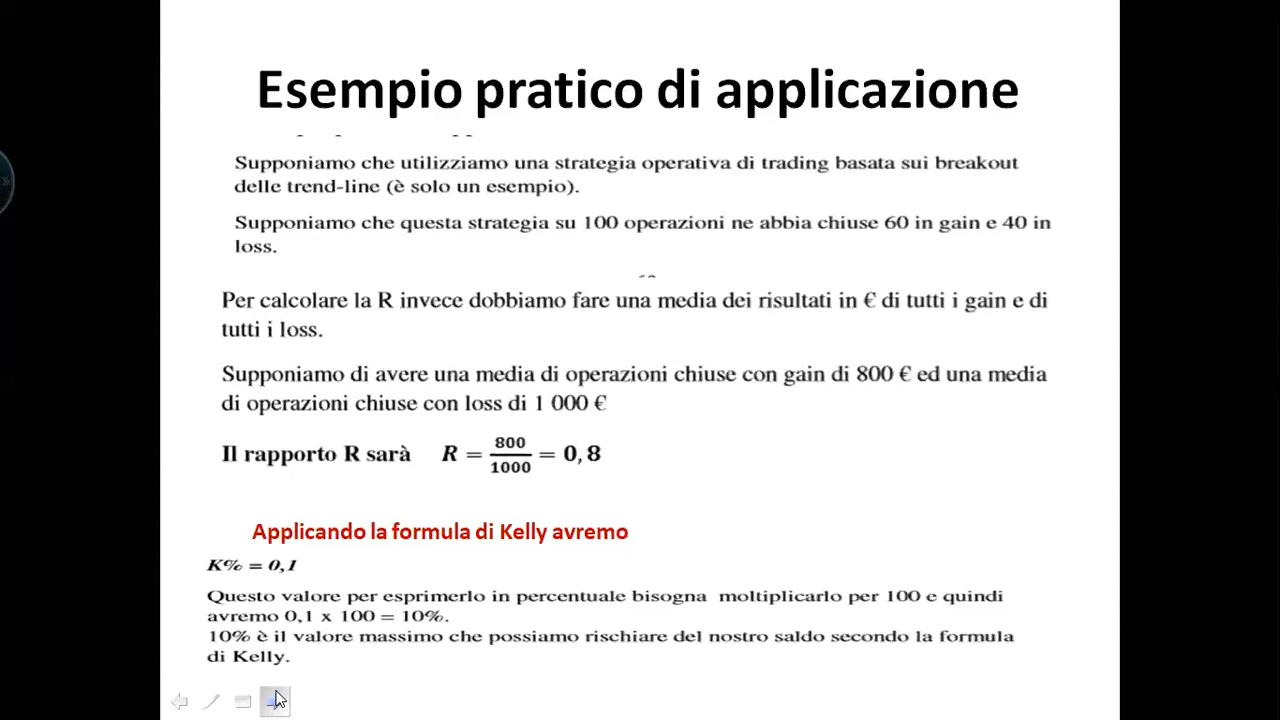 Esempio pratico di applicazione
Supponiamo che utilizziamo una strategia operativa di trading basata sui breakout
delle trend-line (è solo un esempio).
Supponiamo che questa strategia su 100 operazioni ne abbia chiuse 60 in gain e 40 in
loss.
Per calcolare la R invece dobbiamo fare una media dei risultati in € di tutti i gain e di
tutti i loss.
Supponiamo di avere una media di operazioni chiuse con gain di 800 € ed una media
di operazioni chiuse con loss di 1 000 €
Il rapporto R sarà R = 800/1000 = 0,8
Applicando la formula di Kelly avremo
K% = 0,1
Questo valore per esprimerlo in percentuale bisogna moltiplicarlo per 100 e quindi
avremo 0,1 x 100 = 10%.
10% è il valore massimo che possiamo rischiare del nostro saldo secondo la formula
di Kelly.